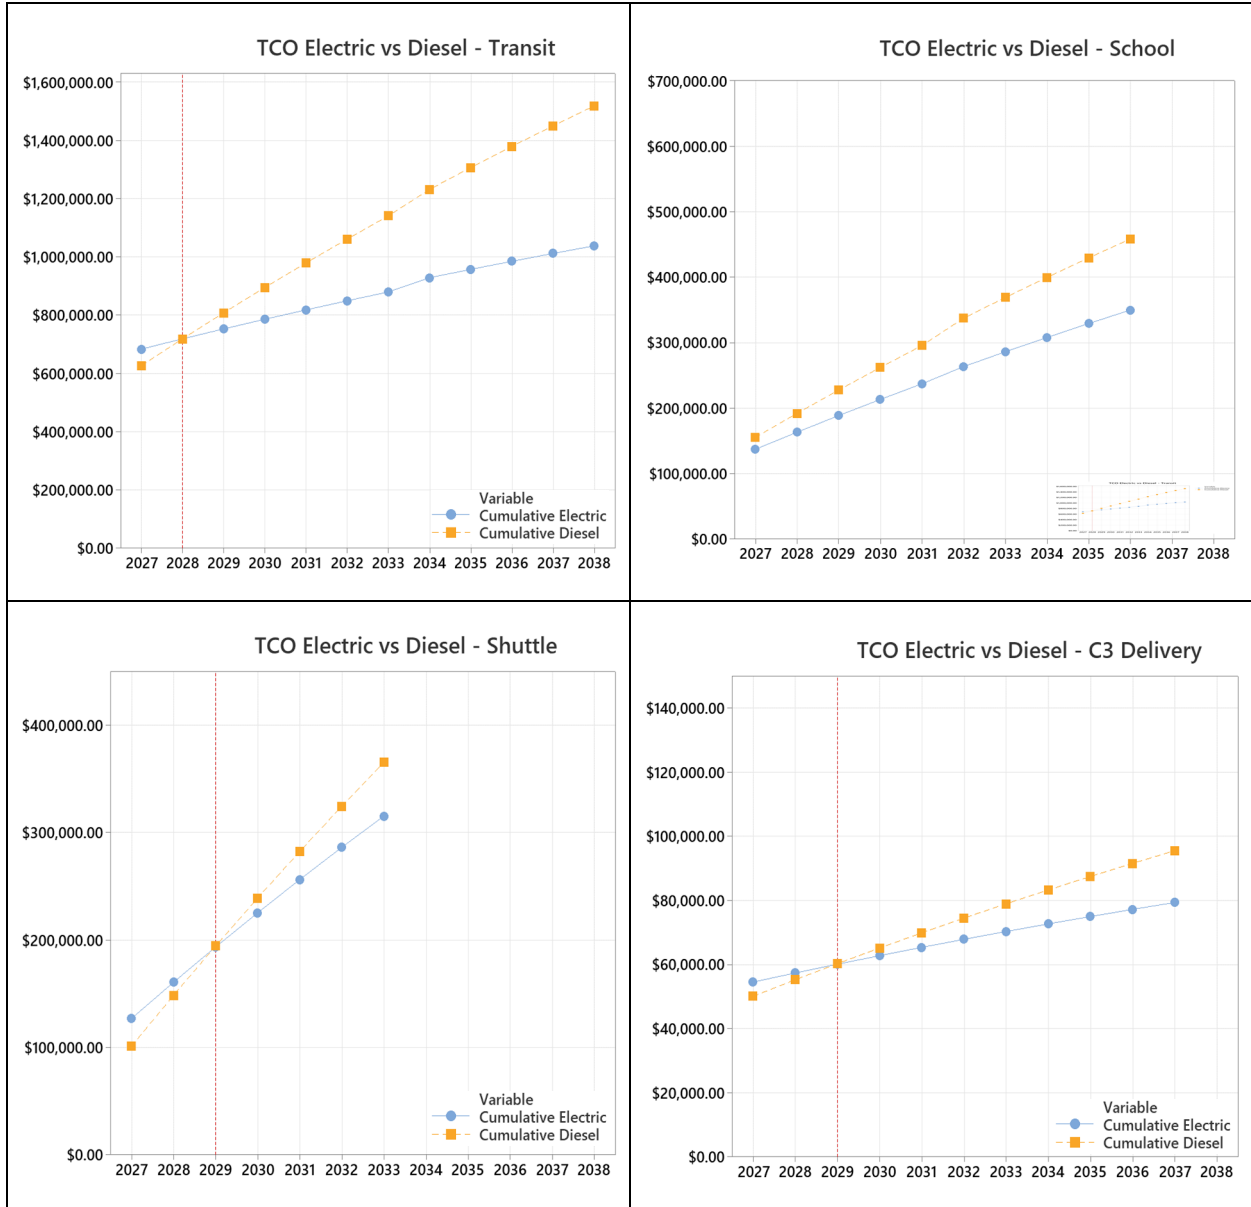 TCO Electric vs Diesel - Transit
$1,600,000.00
$1,400,000.00
$1,200,000.00
$1,000,000.00
$800,000.00
$600,000.00
$400,000.00
$200,000.00
$0.00
Variable
Cumulative Electric
Cumulative Diesel
2027 2028 2029 2030 2031 2032 2033 2034 2035 2036 2037 2038
TCO Electric vs Diesel - School
$700,000.00
$600,000.00
$500,000.00
$400,000.00
$300,000.00
$200,000.00
$100,000.00
$0.00
TCO Electric vs Diesel - Transit
2027 2028 2029 2030 2031 2032 2033 2034 2035 2036 2037 2038
TCO Electric vs Diesel - Shuttle
$400,000.00
$300,000.00
$200,000.00
$100,000.00
$0.00
Variable
Cumulative Electric
Cumulative Diesel
2027 2028 2029 2030 2031 2032 2033 2034 2035 2036 2037 2038
TCO Electric vs Diesel - C3 Delivery
$140,000.00
$120,000.00
$100,000.00
$80,000.00
$60,000.00
$40,000.00
$20,000.00
$0.00
Variable
Cumulative Electric
Cumulative Diesel
2027 2028 2029 2030 2031 2032 2033 2034 2035 2036 2037 2038